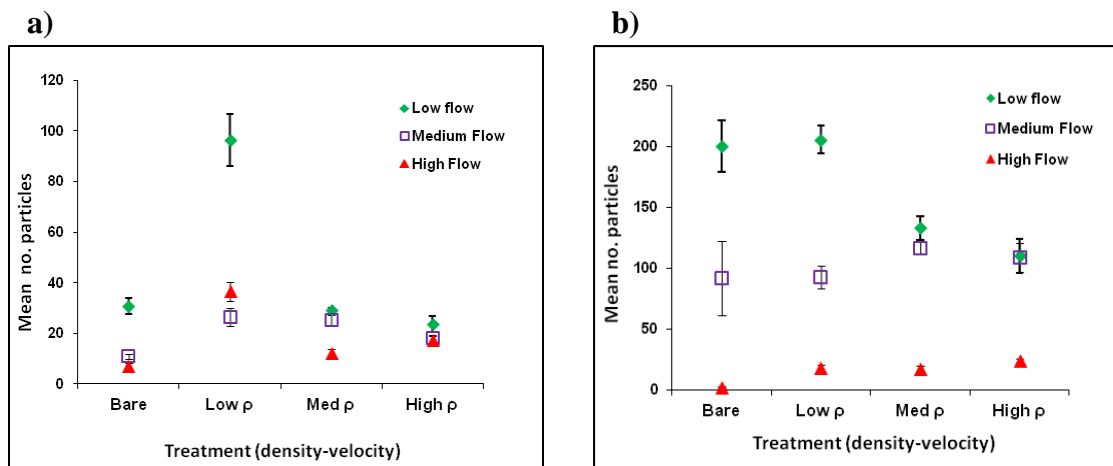 a)
120
100
80
60
40
20
0
Mean no. particles
Low flow
Medium Flow
High Flow
Bare Low ρ Med ρ High ρ
Treatment (density-velocity)
b)
250
200
150
100
50
0
Mean no. particles
Low flow
Medium Flow
High Flow
Bare Low ρ Med ρ High ρ
Treatment (density-velocity)